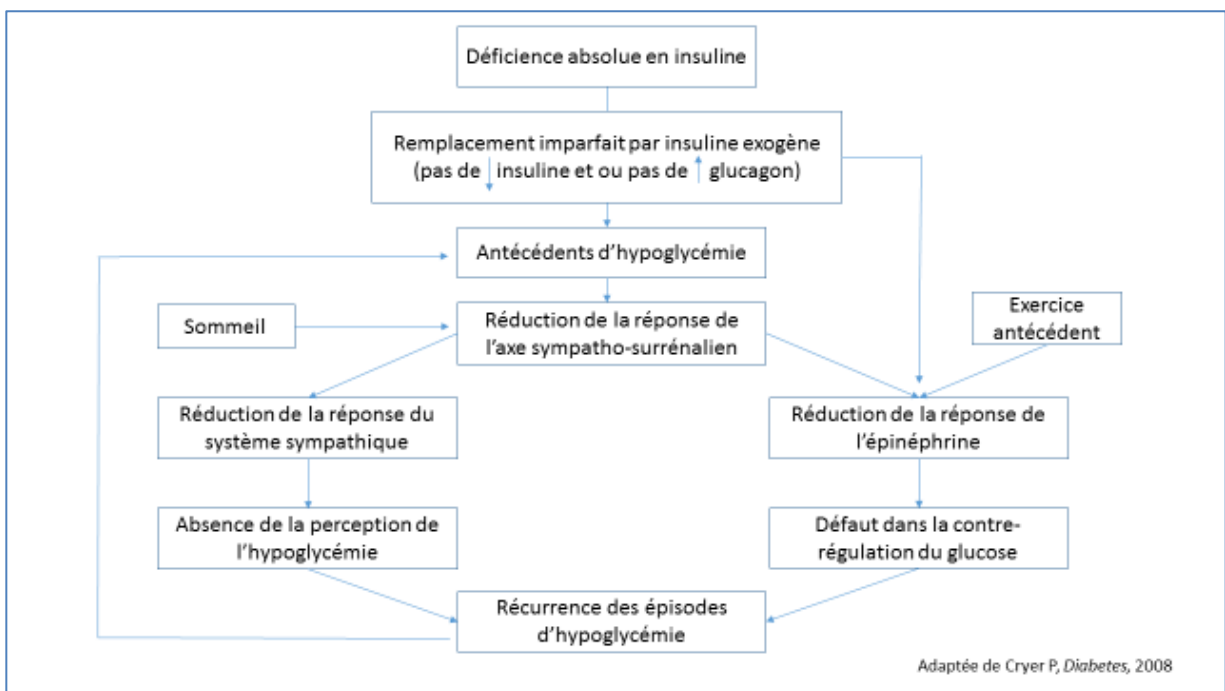 Déficience absolue en insuline
Remplacement imparfait par insuline exogène
(pas de ↓ insuline et ou pas de ↑ glucagon)
Antécédents d’hypoglycémie
Sommeil
Réduction de la réponse de
l’axe sympatho-surrénalien
Exercice
antécédent
Réduction de la réponse du
système sympathique
Réduction de la réponse de
l’épinéphrine
Absence de la perception de
l’hypoglycémie
Défaut dans la contre-
régulation du glucose
Récurrence des épisodes
d’hypoglycémie
Adaptée de Cryer P, Diabetes, 2008